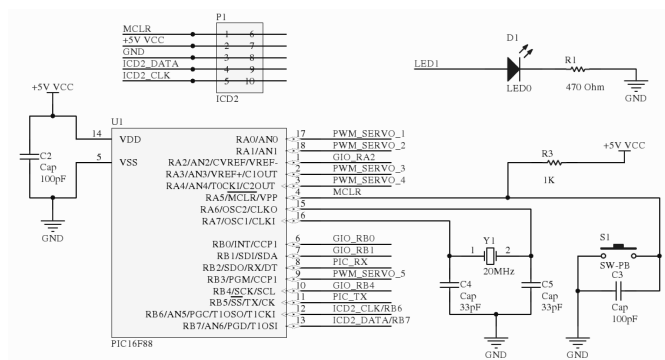 P1
MCLR 1 6
+5V VCC 2 7
GND 3 8
ICD2_DATA 4 9
ICD2_CLK 5 10
ICD2
D1
LED1
LED0
R1
470 Ohm
GND
+5V VCC
U1
14 VDD
5 VSS
C2
Cap
100pF
GND
RA0/AN0 17 PWM_SERVO_1
RA1/AN1 18 PWM_SERVO_2
RA2/AN2/CVREF/VREF- 1 GIO_RA2
RA3/AN3/VREF+/C1OUT 2 PWM_SERVO_3
RA4/AN4/T0CKI/C2OUT 3 PWM_SERVO_4
RA5/MCLR/VPP 4 MCLR
RA6/OSC2/CLKO 15
RA7/OSC1/CLKI 16
RB0/INT/CCP1 6 GIO_RB0
RB1/SDI/SDA 7 GIO_RB1
RB2/SDO/RX/DT 8 PIC_RX
RB3/PGM/CCP1 9 PWM_SERVO_5
RB4/SCK/SCL 10 GIO_RB4
RB5/SS/TX/CK 11 PIC_TX
RB6/AN5/PGC/T1OSO/T1CKI 12 ICD2_CLK/RB6
RB7/AN6/PGD/T1OSI 13 ICD2_DATA/RB7
PIC16F88
R3
1K
+5V VCC
Y1
1 2
20MHz
C4
Cap
33pF
C5
Cap
33pF
GND
S1
SW-PB
C3
Cap
100pF
GND